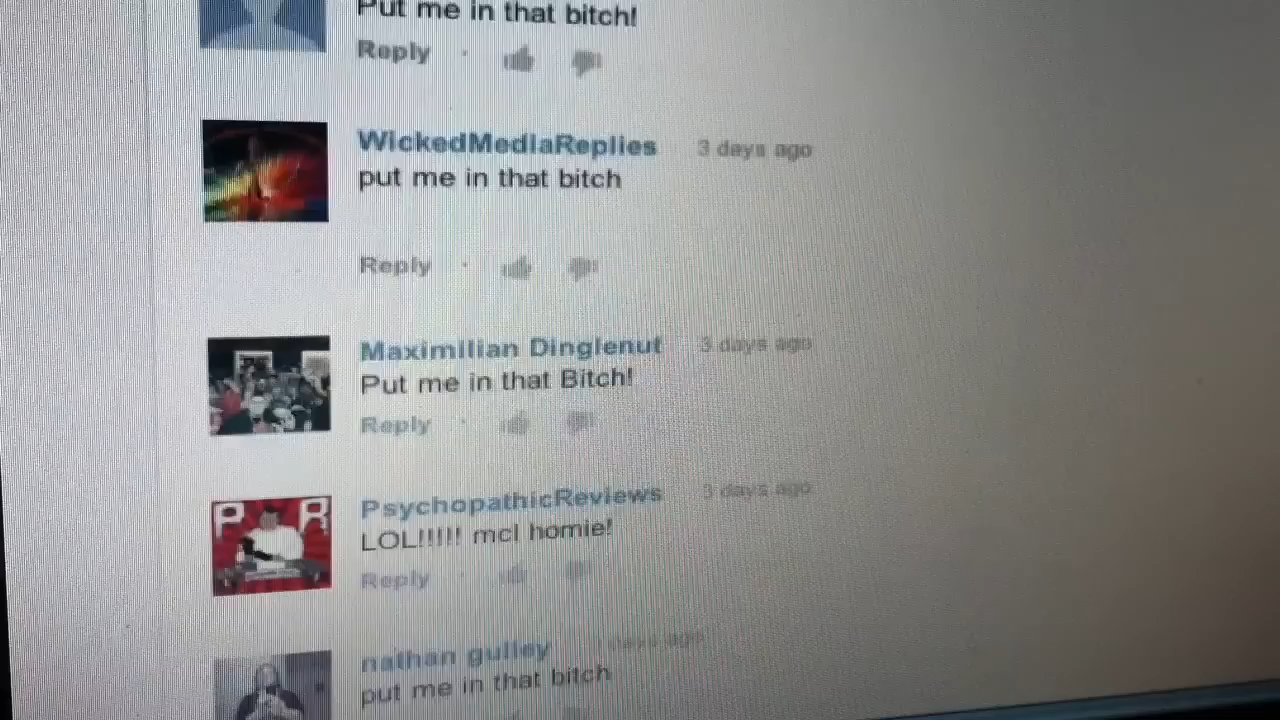 Put me in that bitch!
Reply
WickedMediaReplies 3 days ago
put me in that bitch
Reply
Maximilian Dinglenut 3 days ago
Put me in that Bitch!
Reply
P R
PsychopathicReviews 3 days ago
LOL!!!!! mcl homie!
Reply
nathan gulley days ago
put me in that bitch